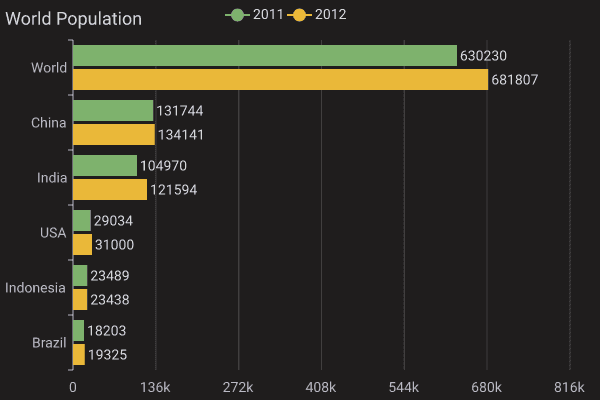 World Population
2011 2012
World 630230
681807
China 131744
134141
India 104970
121594
USA 29034
31000
Indonesia 23489
23438
Brazil 18203
19325
0 136k 272k 408k 544k 680k 816k